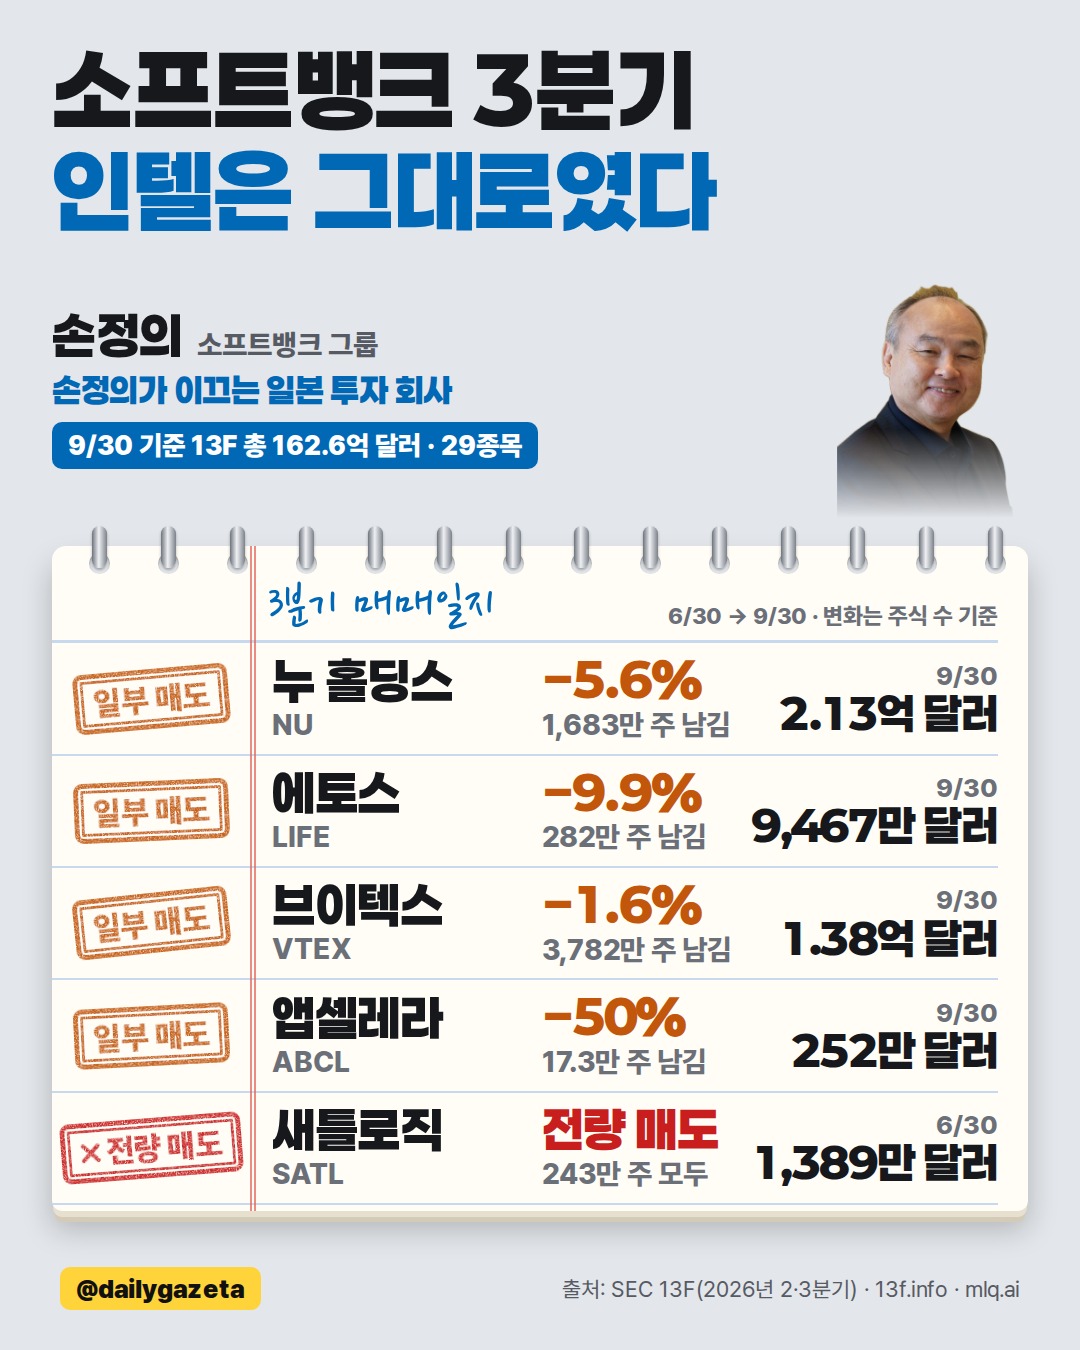 소프트뱅크 3분기
인텔은 그대로였다
손정의 소프트뱅크 그룹
손정의가 이끄는 일본 투자 회사
9/30 기준 13F 총 162.6억 달러 · 29종목
3분기 매매일지
6/30 → 9/30 · 변화는 주식 수 기준
일부 매도
누 홀딩스
NU
−5.6%
1,683만 주 남김
9/30
2.13억 달러
일부 매도
에토스
LIFE
−9.9%
282만 주 남김
9/30
9,467만 달러
일부 매도
브이텍스
VTEX
−1.6%
3,782만 주 남김
9/30
1.38억 달러
일부 매도
앱셀레라
ABCL
−50%
17.3만 주 남김
9/30
252만 달러
×전량 매도
새틀로직
SATL
전량 매도
243만 주 모두
6/30
1,389만 달러
@dailygazeta
출처: SEC 13F(2026년 2·3분기) · 13f.info · mlq.ai